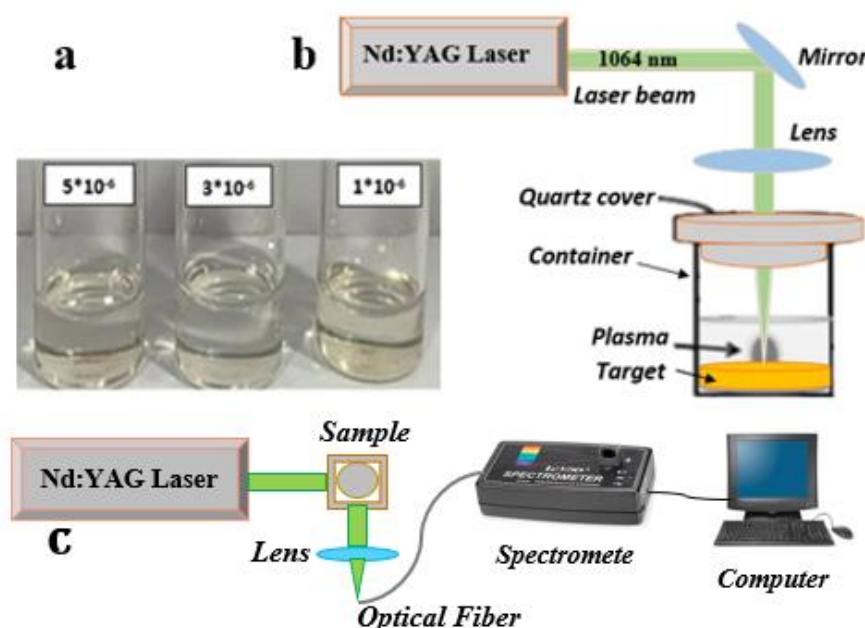 a
b
Nd:YAG Laser
1064 nm
Mirror
Laser beam
Lens
5*10-6
3*10-6
1*10-6
Quartz cover
Container
Plasma
Target
Sample
Nd:YAG Laser
SPECTROMETER
c
Lens
Spectromete
Computer
Optical Fiber